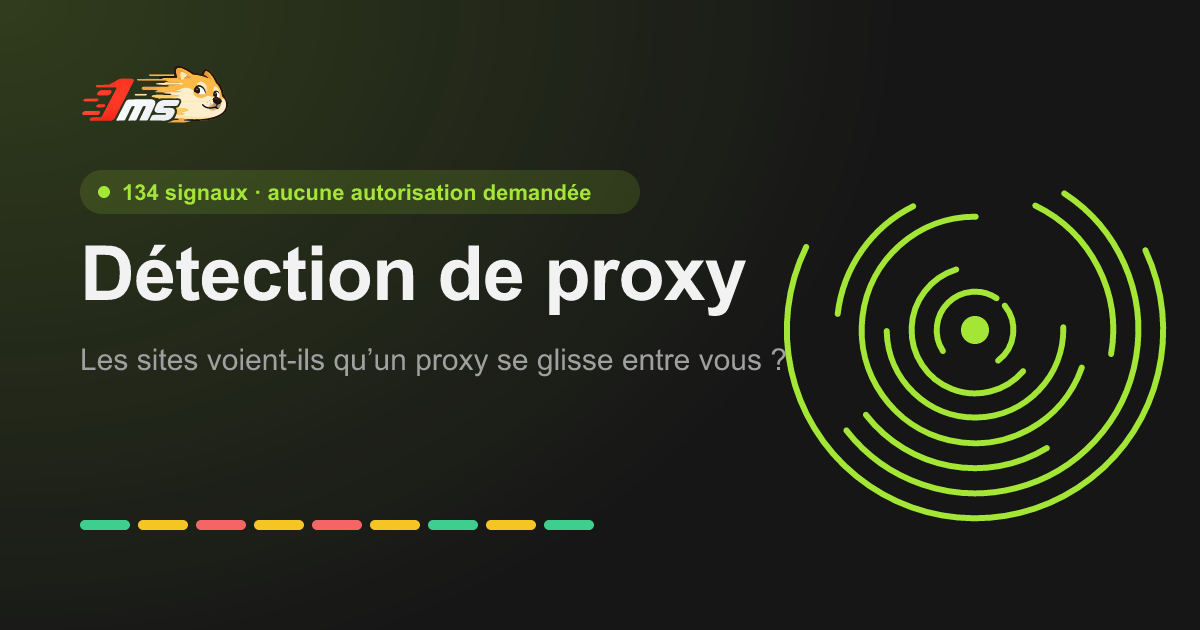 1ms
134 signaux · aucune autorisation demandée
Détection de proxy
Les sites voient-ils qu’un proxy se glisse entre vous ?